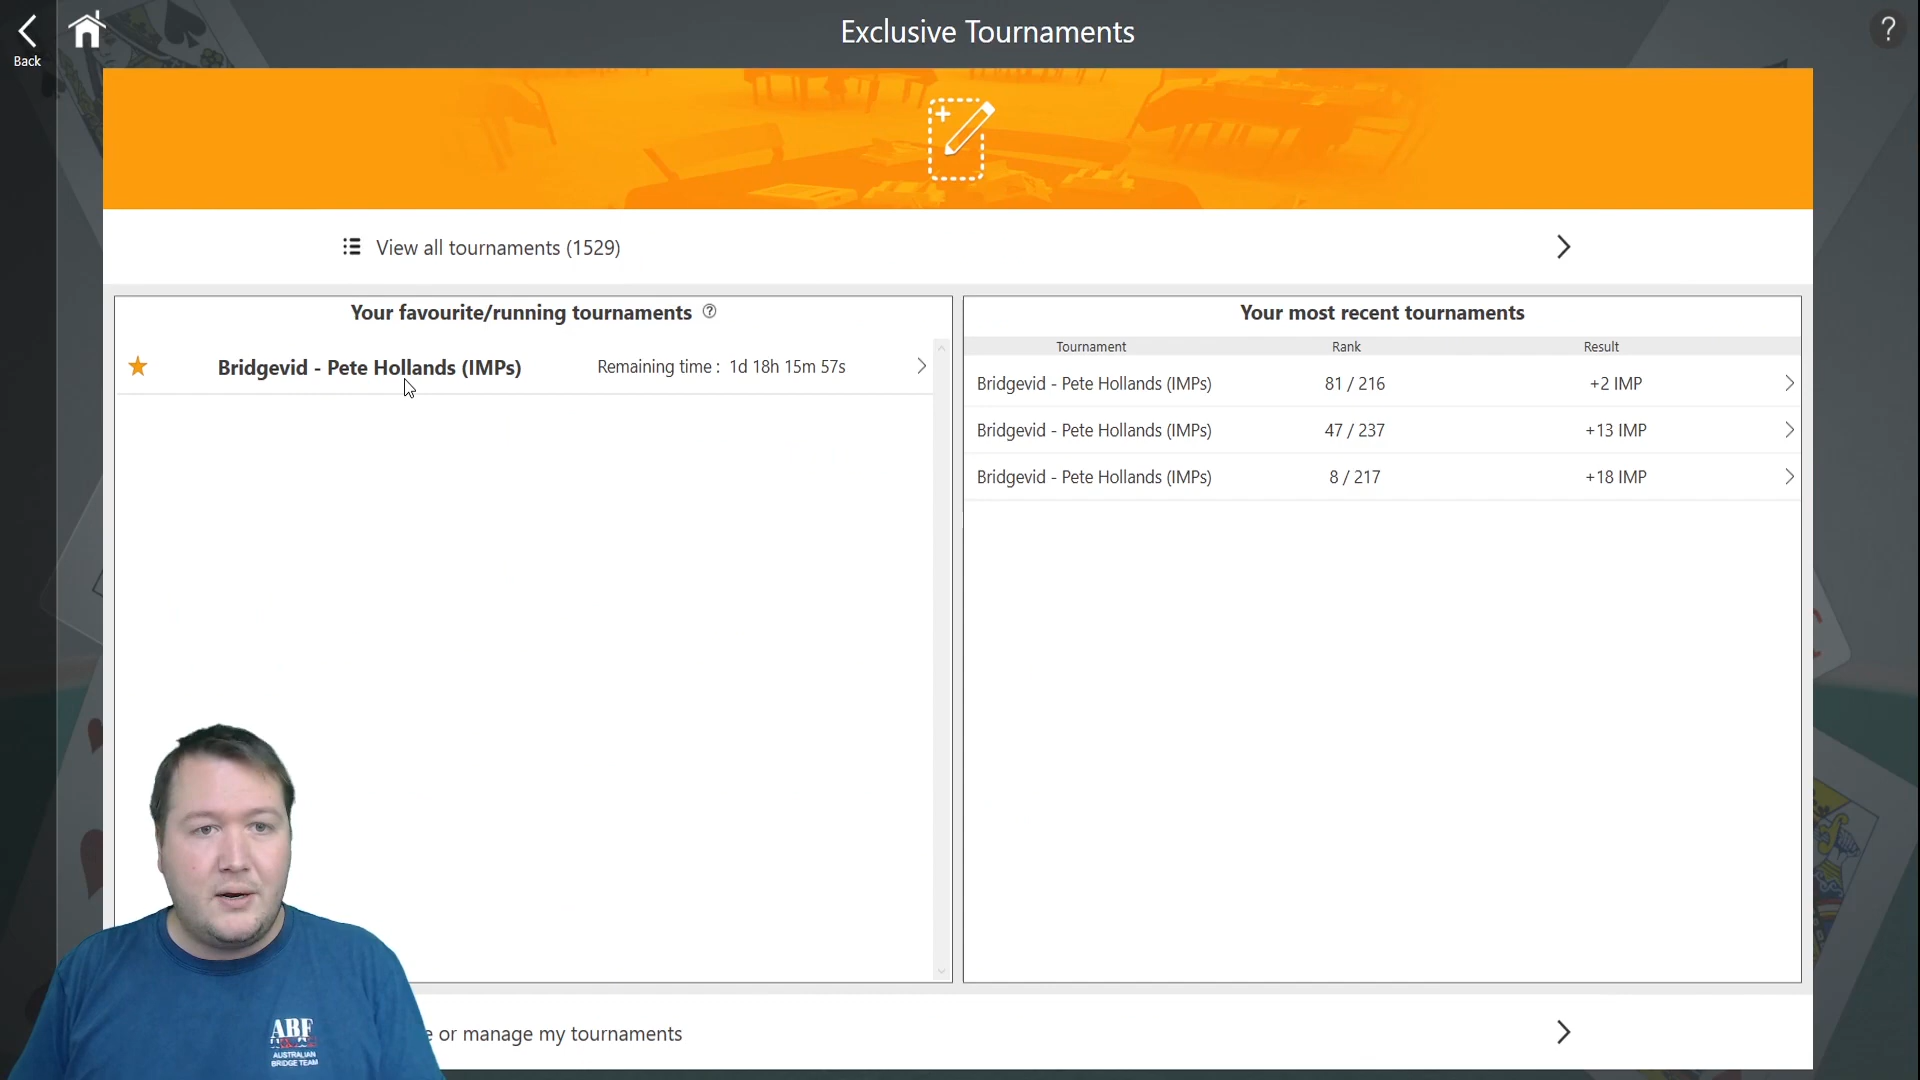 Back
Exclusive Tournaments
?
View all tournaments (1529)
Your favourite/running tournaments ?
Bridgevid - Pete Hollands (IMPs) Remaining time : 1d 18h 15m 57s
Your most recent tournaments
Tournament Rank Result
Bridgevid - Pete Hollands (IMPs) 81 / 216 +2 IMP
Bridgevid - Pete Hollands (IMPs) 47 / 237 +13 IMP
Bridgevid - Pete Hollands (IMPs) 8 / 217 +18 IMP
e or manage my tournaments
ABF
AUSTRALIAN
BRIDGE TEAM